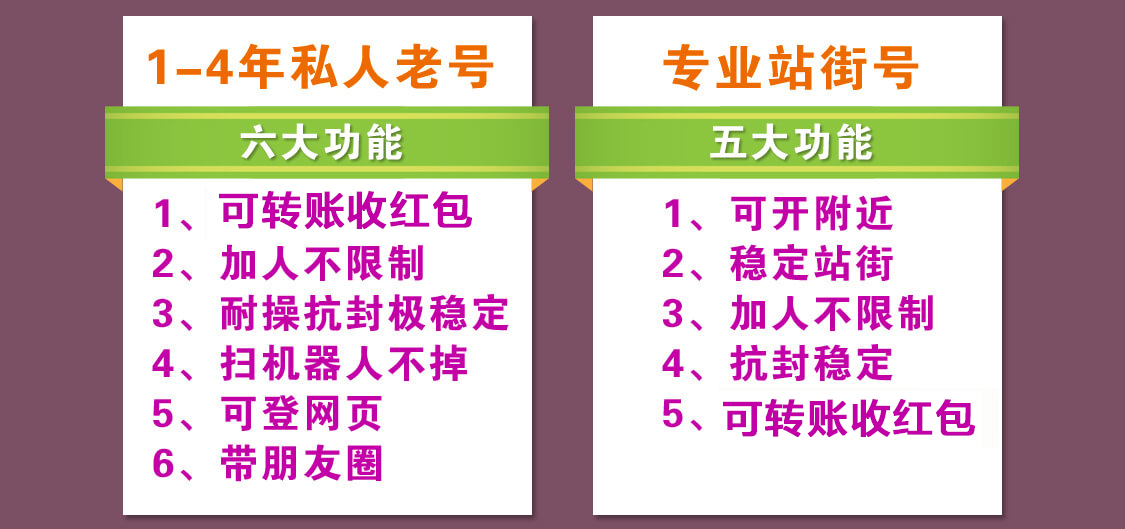 1-4年私人老号
六大功能
1、可转账收红包
2、加人不限制
3、耐操抗封极稳定
4、扫机器人不掉
5、可登网页
6、带朋友圈
专业站街号
五大功能
1、可开附近
2、稳定站街
3、加人不限制
4、抗封稳定
5、可转账收红包